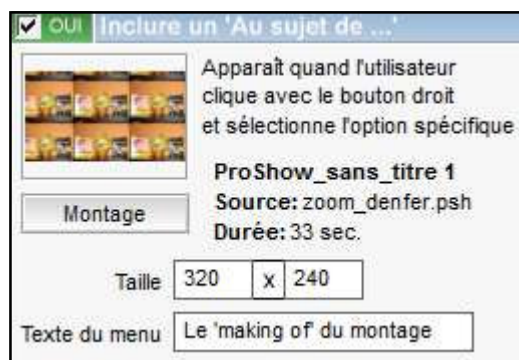 OUI Inclure un 'Au sujet de ...'
Apparaît quand l'utilisateur
clique avec le bouton droit
et sélectionne l'option spécifique
ProShow_sans_titre 1
Source: zoom_denfer.psh
Durée: 33 sec.
Montage
Taille 320 x 240
Texte du menu Le 'making of' du montage